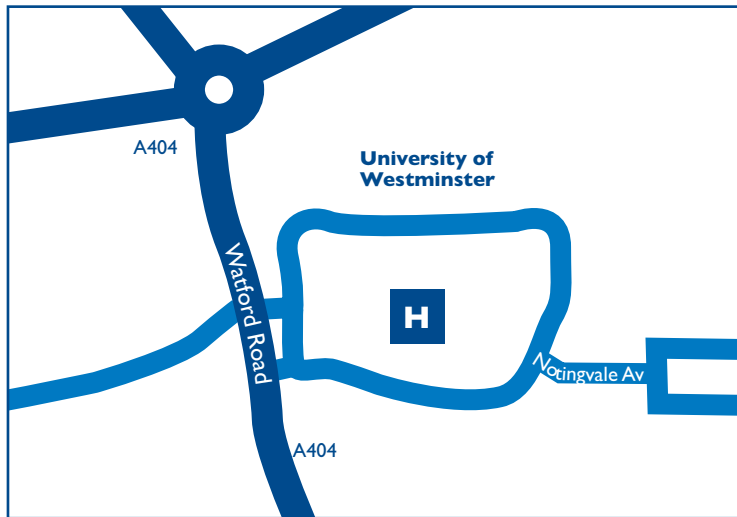 A404
University of
Westminster
Watford Road
H
Notingvale Av
A404